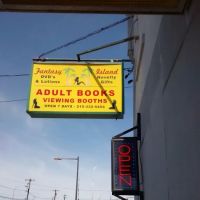 Fantasy Island
DVD's Novelty
& Lotions Gifts
ADULT BOOKS
VIEWING BOOTHS
OPEN 7 DAYS
OPEN